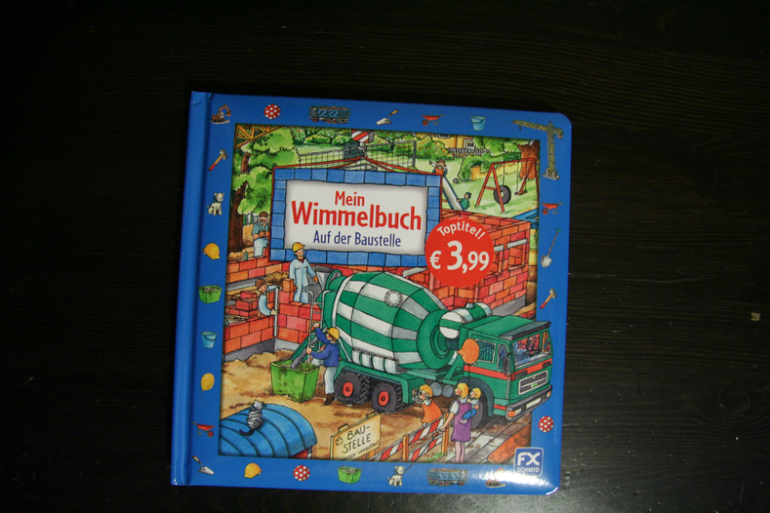 Mein
Wimmelbuch
Auf der Baustelle
Toptitel!
€ 3,99
BAU-
STELLE
FX
SCHMID